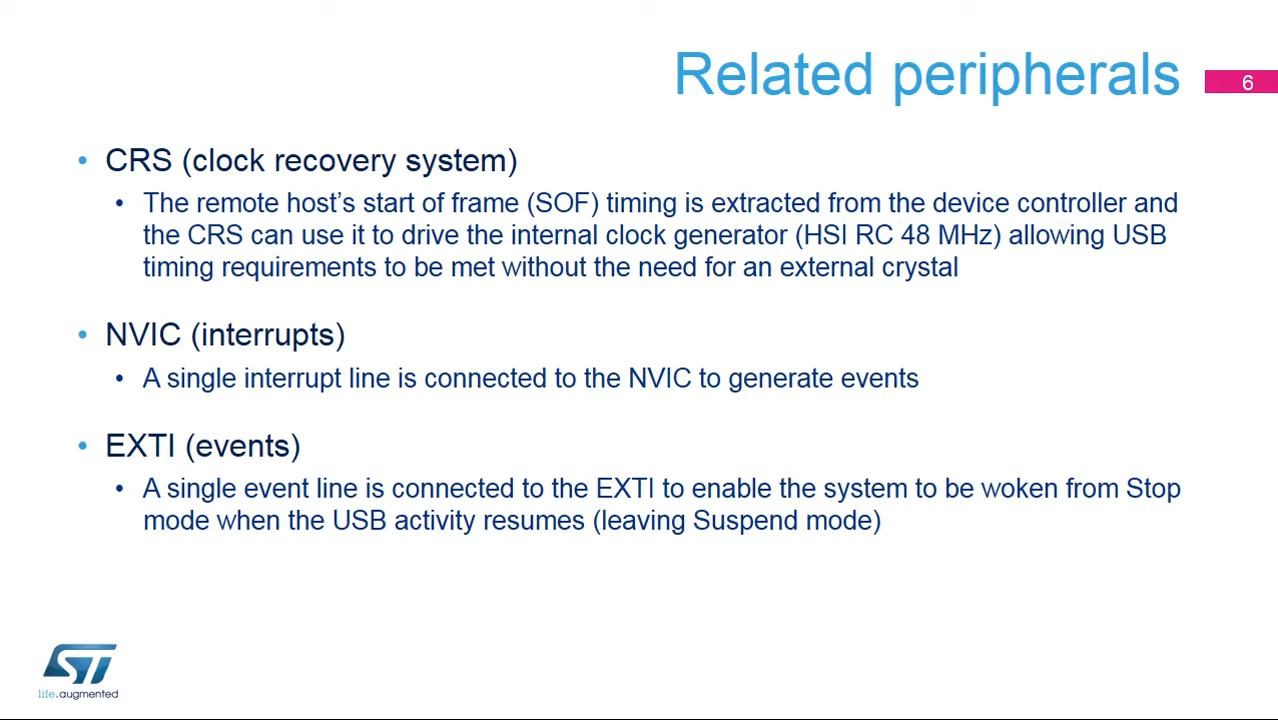 Related peripherals
6
• CRS (clock recovery system)
• The remote host’s start of frame (SOF) timing is extracted from the device controller and
the CRS can use it to drive the internal clock generator (HSI RC 48 MHz) allowing USB
timing requirements to be met without the need for an external crystal
• NVIC (interrupts)
• A single interrupt line is connected to the NVIC to generate events
• EXTI (events)
• A single event line is connected to the EXTI to enable the system to be woken from Stop
mode when the USB activity resumes (leaving Suspend mode)
ST
life.augmented